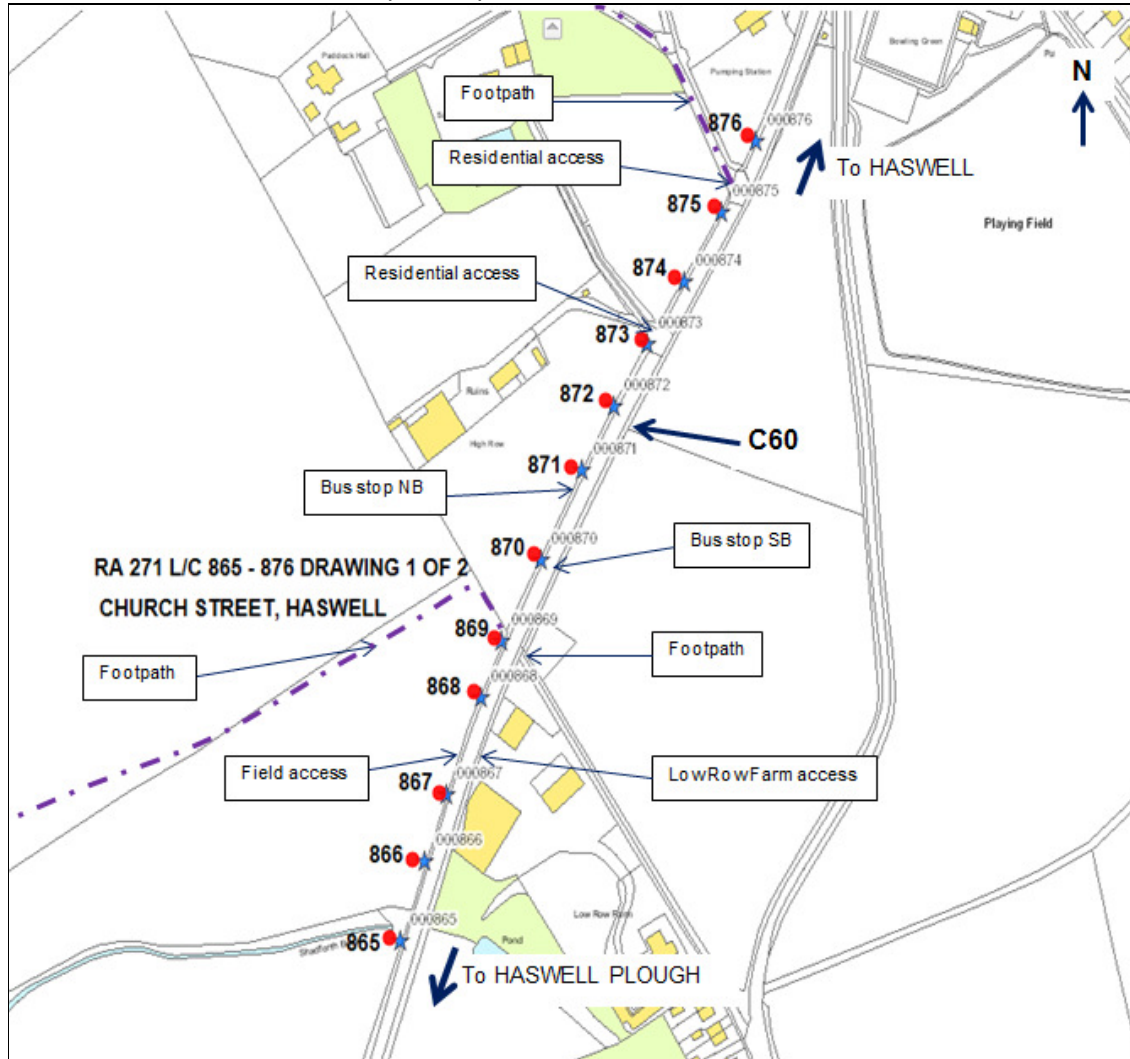 Paddock Hall
Bowling Green
Pumping Station
N
Footpath
876
000876
Residential access
To HASWELL
000875
875
Playing Field
874
000874
Residential access
873
000873
872
000872
Ruins
C60
High Row
000871
871
Bus stop NB
870
000870
Bus stop SB
RA 271 L/C 865 - 876 DRAWING 1 OF 2
CHURCH STREET, HASWELL
869
000869
Footpath
Footpath
868
000868
Field access
867
000867
Low Row Farm access
866
000866
865
000865
Low Row Farm
Pond
To HASWELL PLOUGH